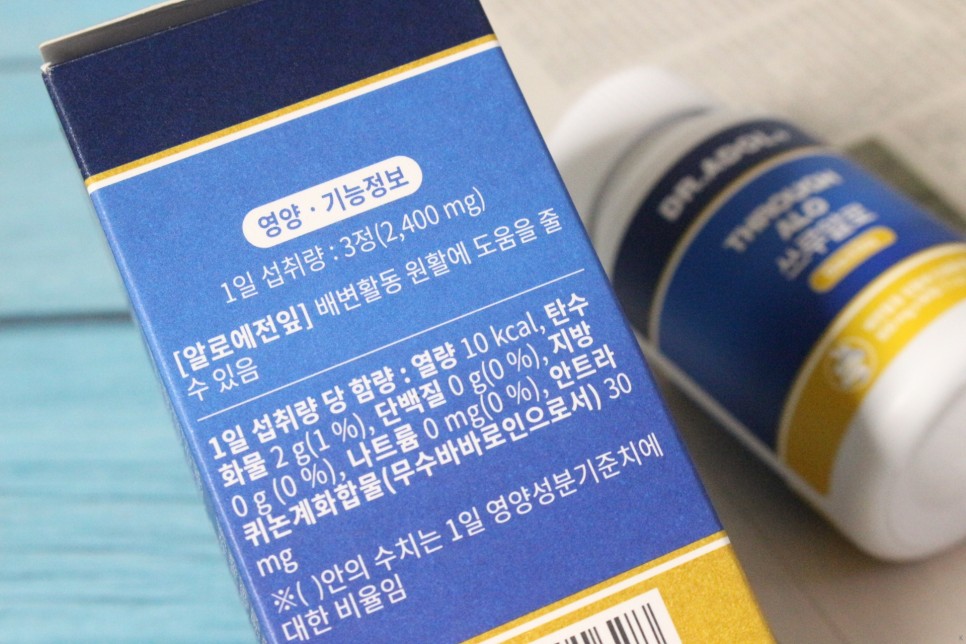 영양 · 기능정보
1일 섭취량 : 3정(2,400 mg)
[알로에전잎] 배변활동 원활에 도움을 줄
수 있음
1일 섭취량 당 함량 : 열량 10 kcal, 탄수
화물 2 g(1 %), 단백질 0 g(0 %), 지방
0 g (0 %), 나트륨 0 mg(0 %), 안트라
퀴논계화합물(무수바바로인으로서) 30
mg
※( )안의 수치는 1일 영양성분기준치에
대한 비율임
THROUGH
ALO
쓰루알로